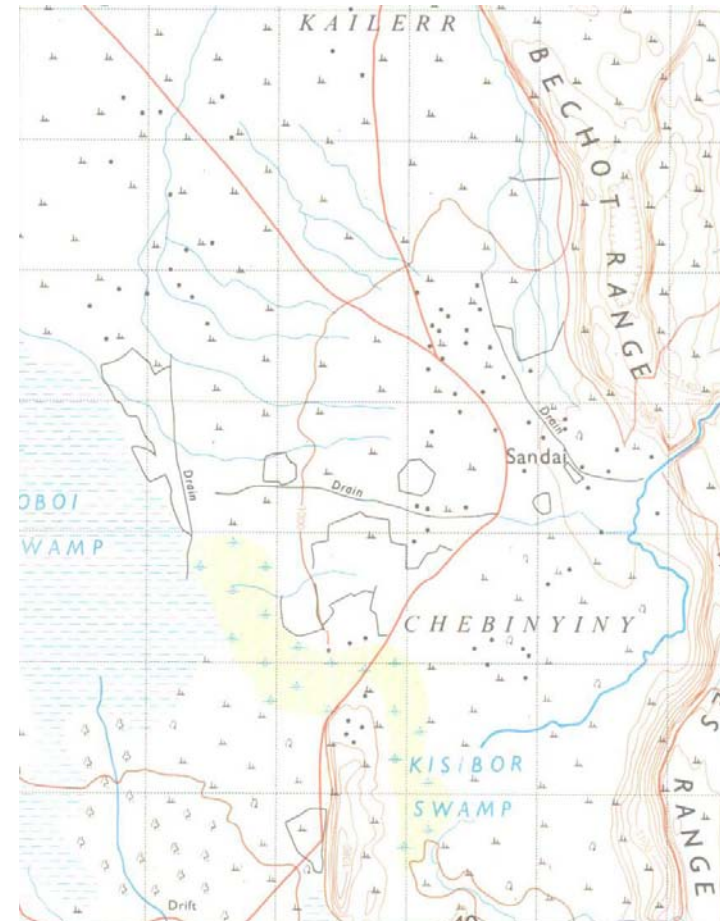 KAILERR
BECHOT RANGE
Drain
Sandai
Drain
Drain
OBOI
WAMP
CHEBINYINY
KISIBOR
SWAMP
RANGE
Drift